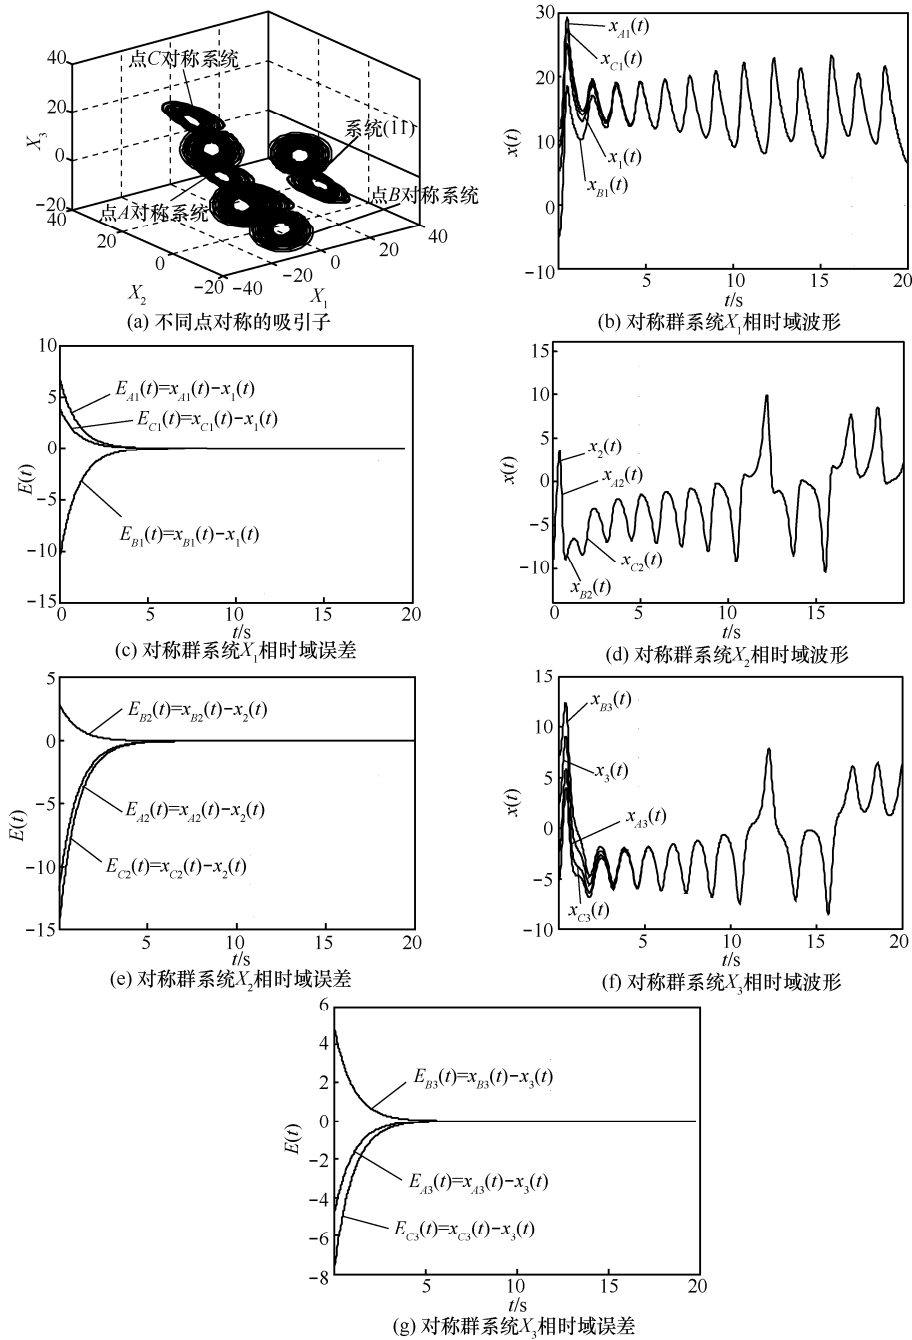 40
20
0
−20
X3
点C对称系统
系统(11)
点A对称系统
点B对称系统
40
20
0
−20
X2
−40
−20
0
20
40
X1
(a) 不同点对称的吸引子
30
20
10
0
−10
x(t)
xA1(t)
xC1(t)
x1(t)
xB1(t)
5
10
15
20
t/s
(b) 对称群系统X1相时域波形
10
5
0
−5
−10
−15
E(t)
EA1(t)=xA1(t)−x1(t)
EC1(t)=xC1(t)−x1(t)
EB1(t)=xB1(t)−x1(t)
0
5
10
15
20
t/s
(c) 对称群系统X1相时域误差
15
10
5
0
−5
−10
x(t)
x2(t)
xA2(t)
xC2(t)
xB2(t)
0
5
10
15
t/s
(d) 对称群系统X2相时域波形
5
0
−5
−10
−15
E(t)
EB2(t)=xB2(t)−x2(t)
EA2(t)=xA2(t)−x2(t)
EC2(t)=xC2(t)−x2(t)
5
10
15
20
t/s
(e) 对称群系统X2相时域误差
15
10
5
0
−5
−10
x(t)
xB3(t)
x3(t)
xA3(t)
xC3(t)
5
10
15
20
t/s
(f) 对称群系统X3相时域波形
6
4
2
0
−2
−4
−6
−8
E(t)
EB3(t)=xB3(t)−x3(t)
EA3(t)=xA3(t)−x3(t)
EC3(t)=xC3(t)−x3(t)
5
10
15
20
t/s
(g) 对称群系统X3相时域误差